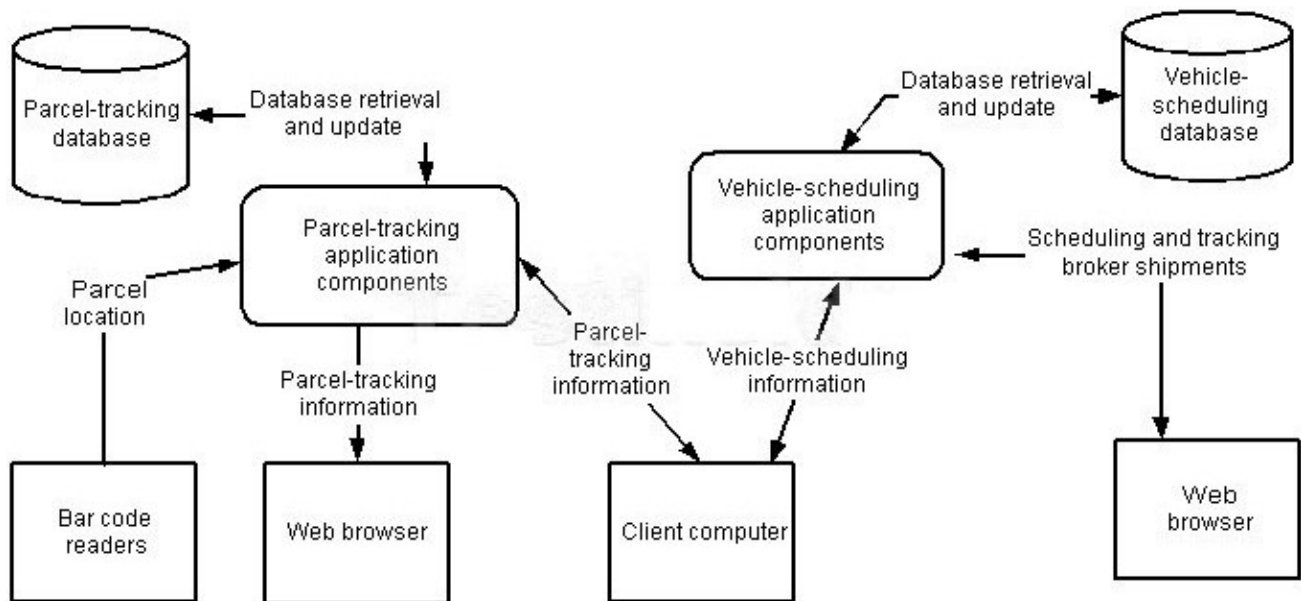 Parcel-tracking
database
Database retrieval
and update
Database retrieval
and update
Vehicle-
scheduling
database
Parcel-tracking
application
components
Vehicle-scheduling
application
components
Scheduling and tracking
broker shipments
Parcel
location
Parcel-tracking
information
Parcel-
tracking
information
Vehicle-scheduling
information
Bar code
readers
Web browser
Client computer
Web
browser